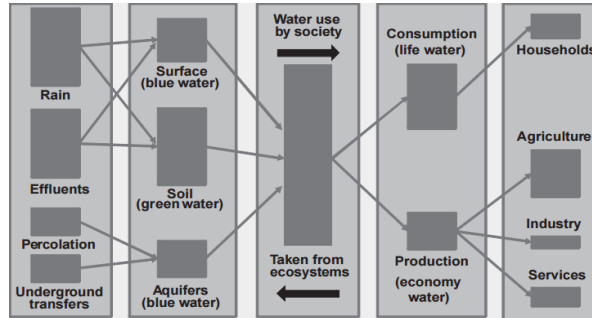 Rain
Effluents
Percolation
Underground
transfers
Surface
(blue water)
Soil
(green water)
Aquifers
(blue water)
Water use
by society
Taken from
ecosystems
Consumption
(life water)
Production
(economy
water)
Households
Agriculture
Industry
Services